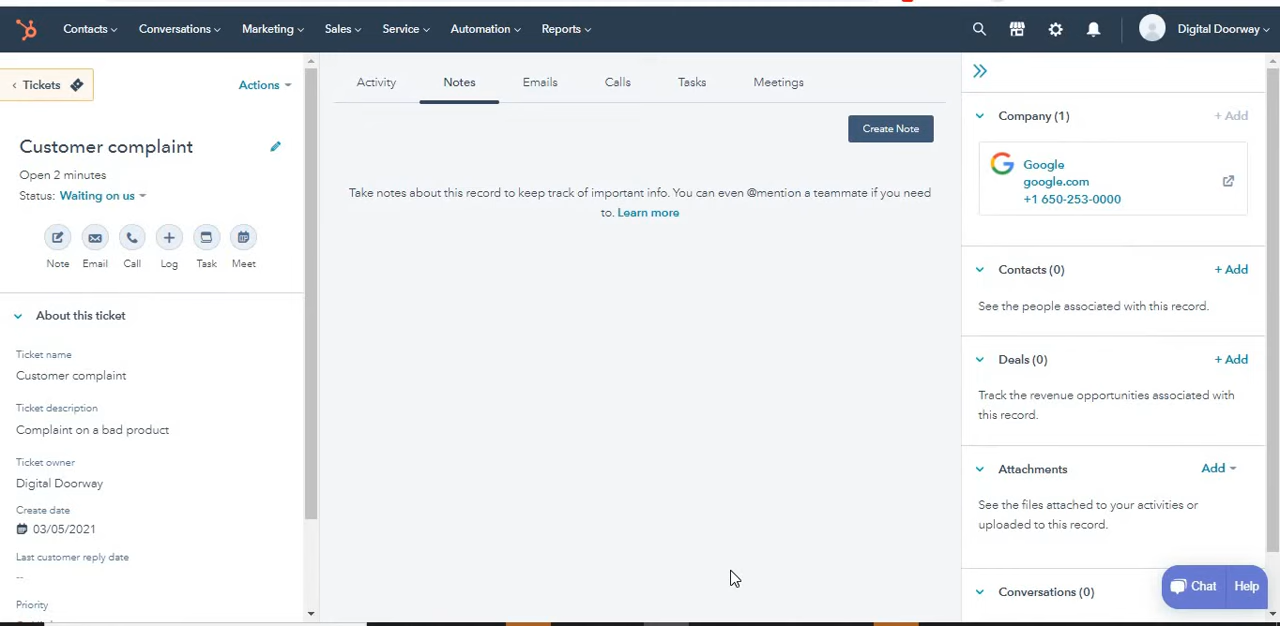 Contacts Conversations Marketing Sales Service Automation Reports Digital Doorway
Tickets Actions
Customer complaint
Open 2 minutes
Status: Waiting on us
Note Email Call Log Task Meet
About this ticket
Ticket name
Customer complaint
Ticket description
Complaint on a bad product
Ticket owner
Digital Doorway
Create date
03/05/2021
Last customer reply date
--
Priority
Activity Notes Emails Calls Tasks Meetings
Create Note
Take notes about this record to keep track of important info. You can even @mention a teammate if you need
to. Learn more
Company (1) + Add
Google
google.com
+1 650-253-0000
Contacts (0) + Add
See the people associated with this record.
Deals (0) + Add
Track the revenue opportunities associated with
this record.
Attachments Add
See the files attached to your activities or
uploaded to this record.
Conversations (0)
Chat Help